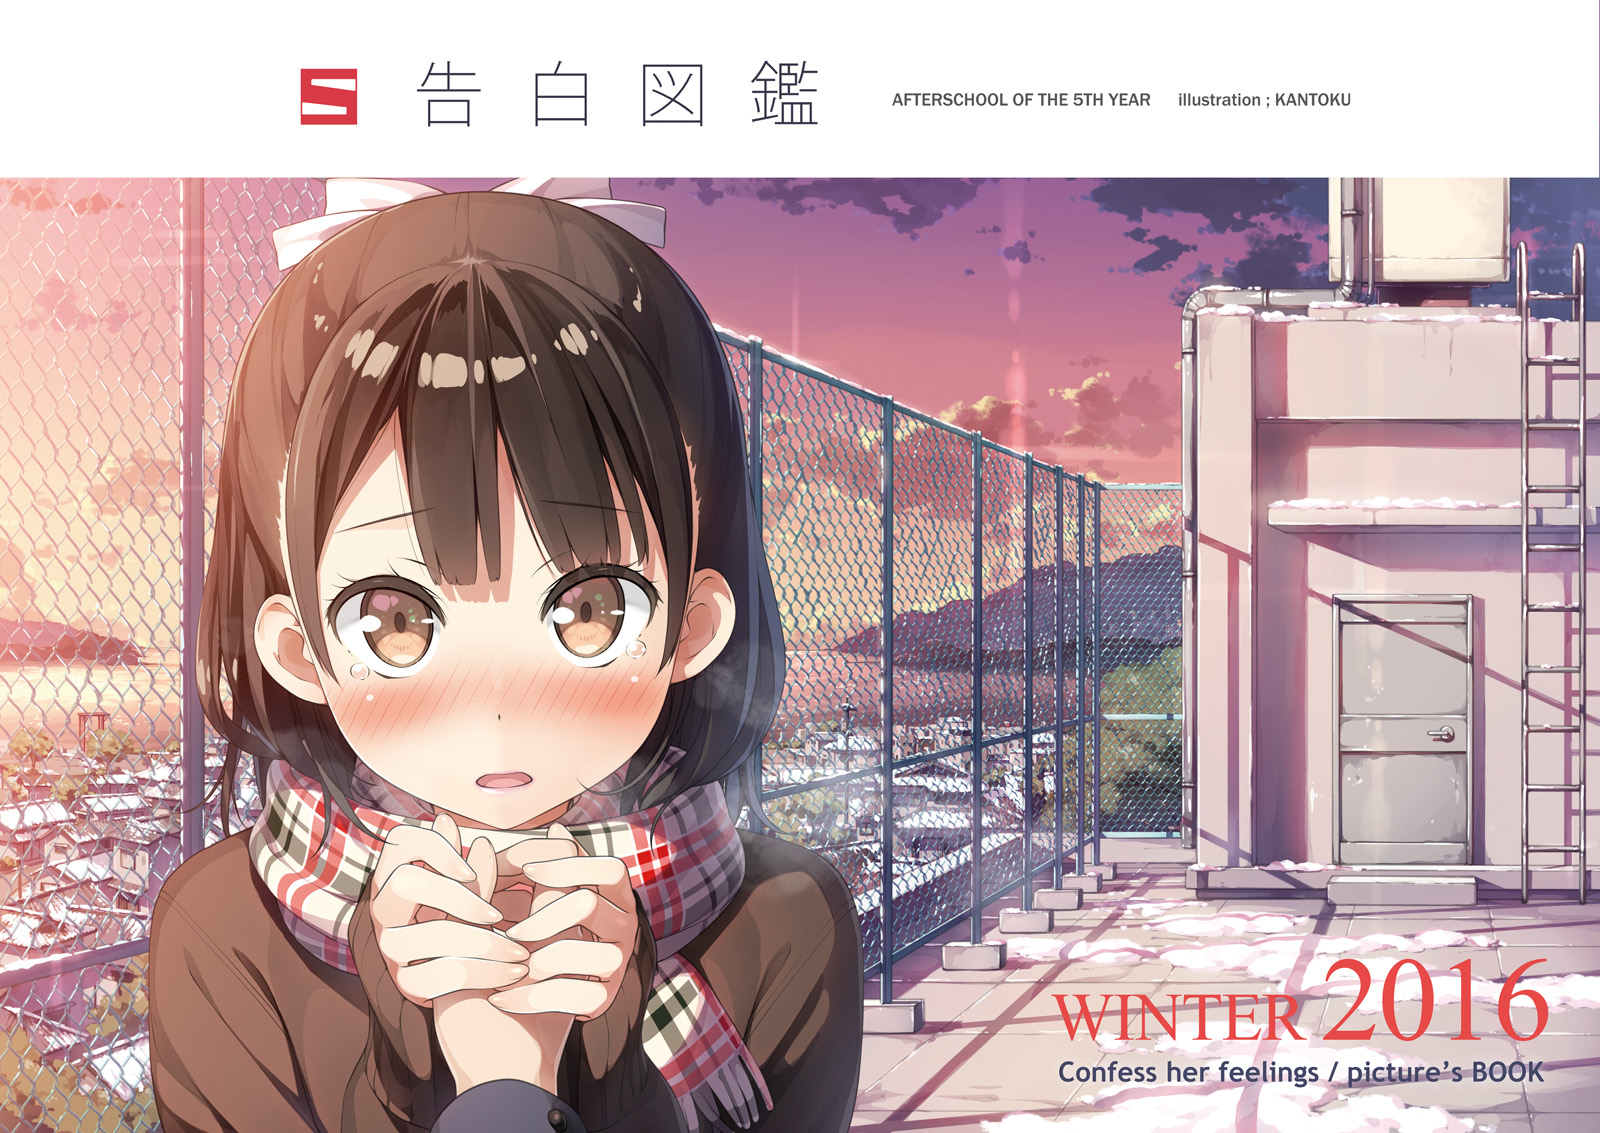 S 告白図鑑 AFTERSCHOOL OF THE 5TH YEAR illustration ; KANTOKU
WINTER 2016
Confess her feelings / picture's BOOK